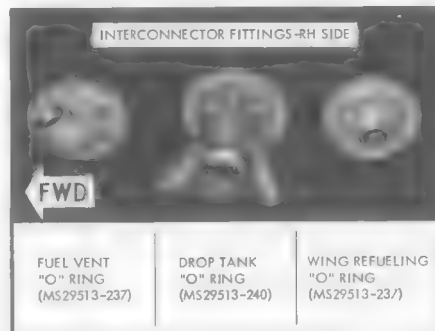 INTERCONNECTOR FITTINGS-RH SIDE
FWD
FUEL VENT
"O" RING
(MS29513-237)
DROP TANK
"O" RING
(MS29513-240)
WING REFUELING
"O" RING
(MS29513-237)